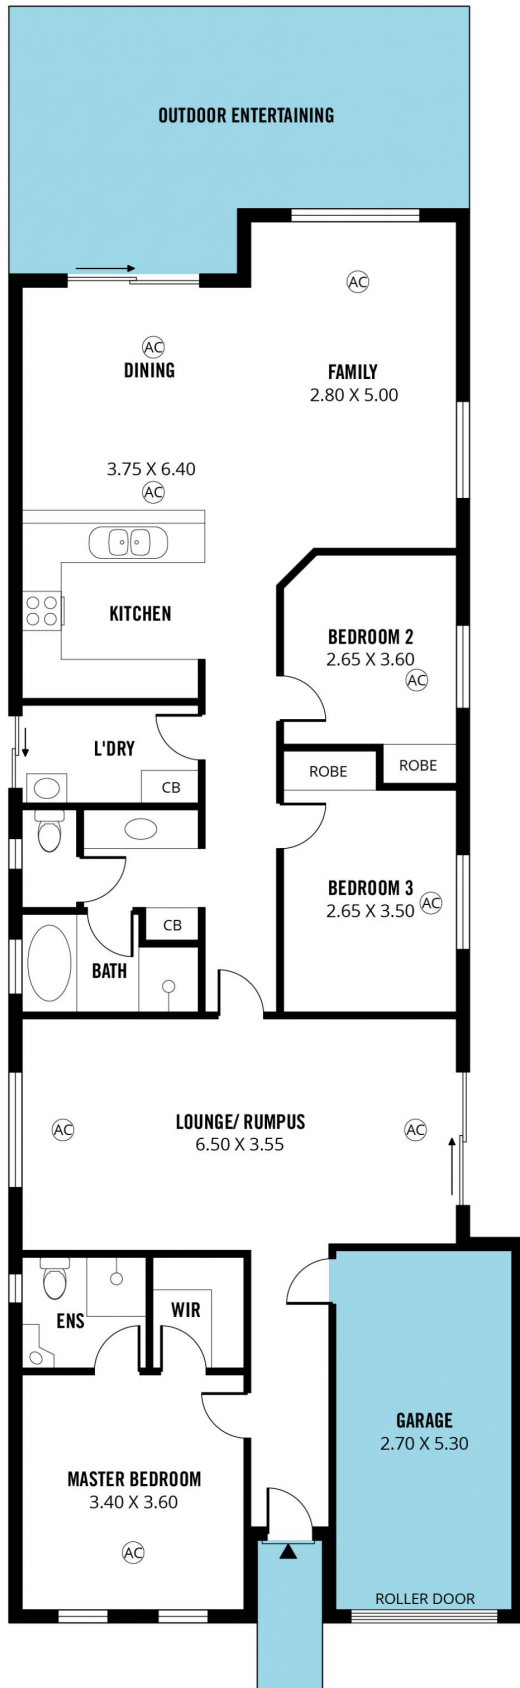 OUTDOOR ENTERTAINING
AC
AC
DINING
FAMILY
2.80 X 5.00
3.75 X 6.40
AC
KITCHEN
BEDROOM 2
2.65 X 3.60
AC
L'DRY
CB
ROBE
ROBE
BEDROOM 3
2.65 X 3.50
AC
CB
BATH
LOUNGE/ RUMPUS
6.50 X 3.55
AC
AC
ENS
WIR
GARAGE
2.70 X 5.30
MASTER BEDROOM
3.40 X 3.60
AC
ROLLER DOOR